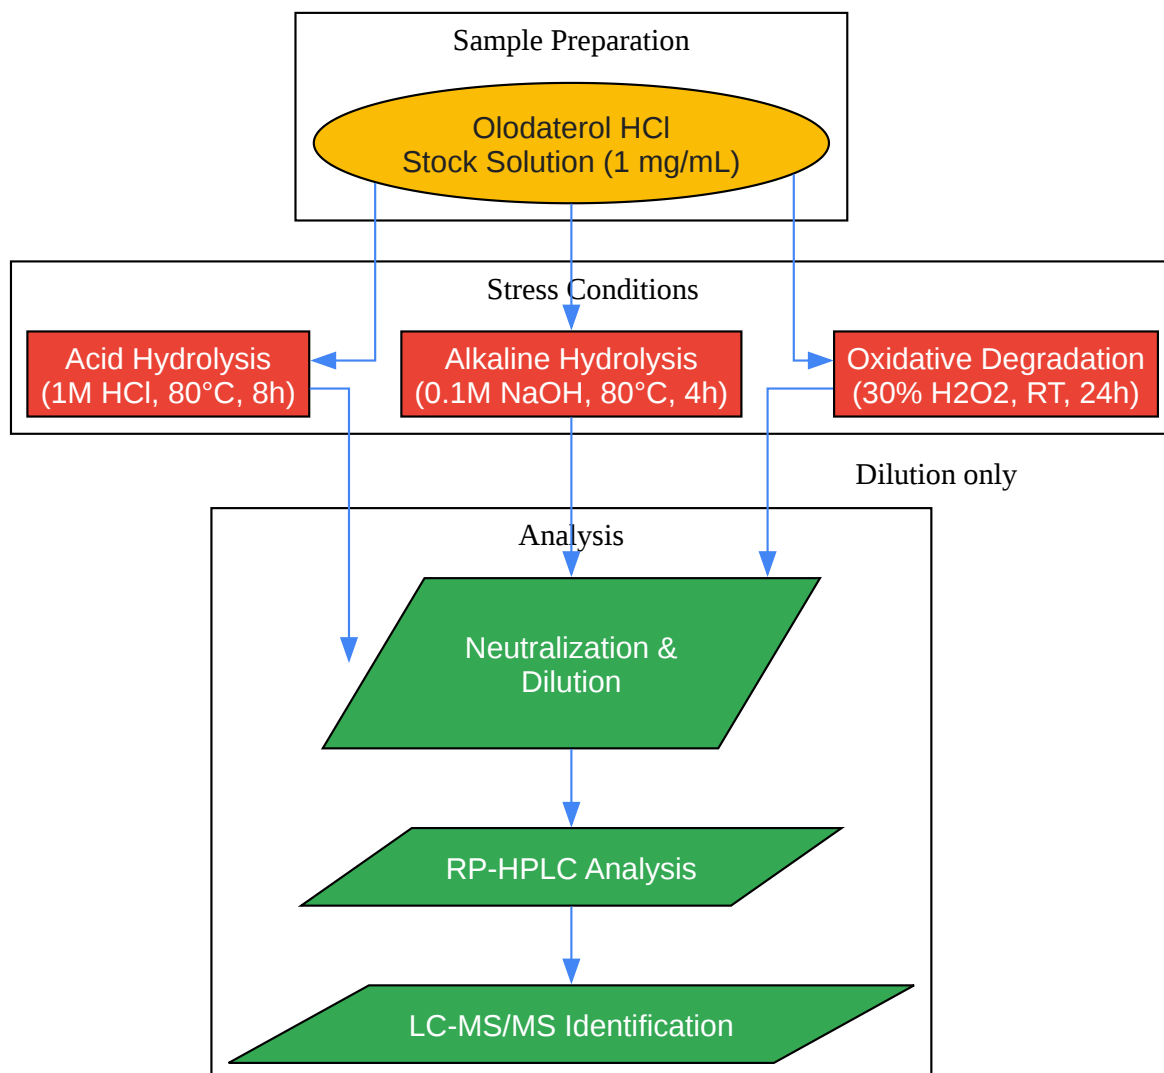 Sample Preparation
Olodaterol HCl
Stock Solution (1 mg/mL)
Stress Conditions
Acid Hydrolysis
(1M HCl, 80°C, 8h)
Alkaline Hydrolysis
(0.1M NaOH, 80°C, 4h)
Oxidative Degradation
(30% H2O2, RT, 24h)
Dilution only
Analysis
Neutralization &
Dilution
RP-HPLC Analysis
LC-MS/MS Identification